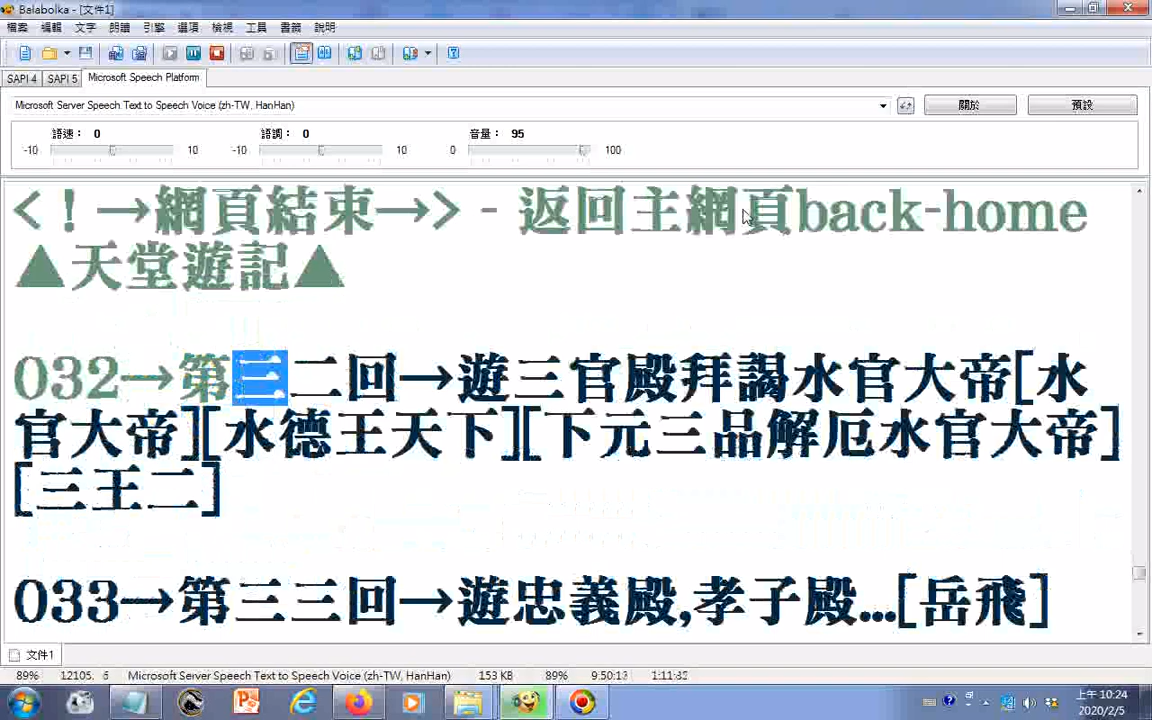 Balabolka - [文件1]
檔案 編輯 文字 朗讀 引擎 選項 檢視 工具 書籤 說明
SAPI 4 SAPI 5 Microsoft Speech Platform
Microsoft Server Speech Text to Speech Voice (zh-TW, HanHan) 關於 預設
語速： 0 語調： 0 音量： 95
-10 10 -10 10 0 100
<！→網頁結束→> - 返回主網頁back-home
▲天堂遊記▲
032→第三二回→遊三官殿拜謁水官大帝[水
官大帝][水德王天下][下元三品解厄水官大帝]
[三王二]
033→第三三回→遊忠義殿,孝子殿...[岳飛]
文件1
89% 12105. 6 Microsoft Server Speech Text to Speech Voice (zh-TW, HanHan) 153 KB 89% 9:50:13
上午 10:24
2020/2/5